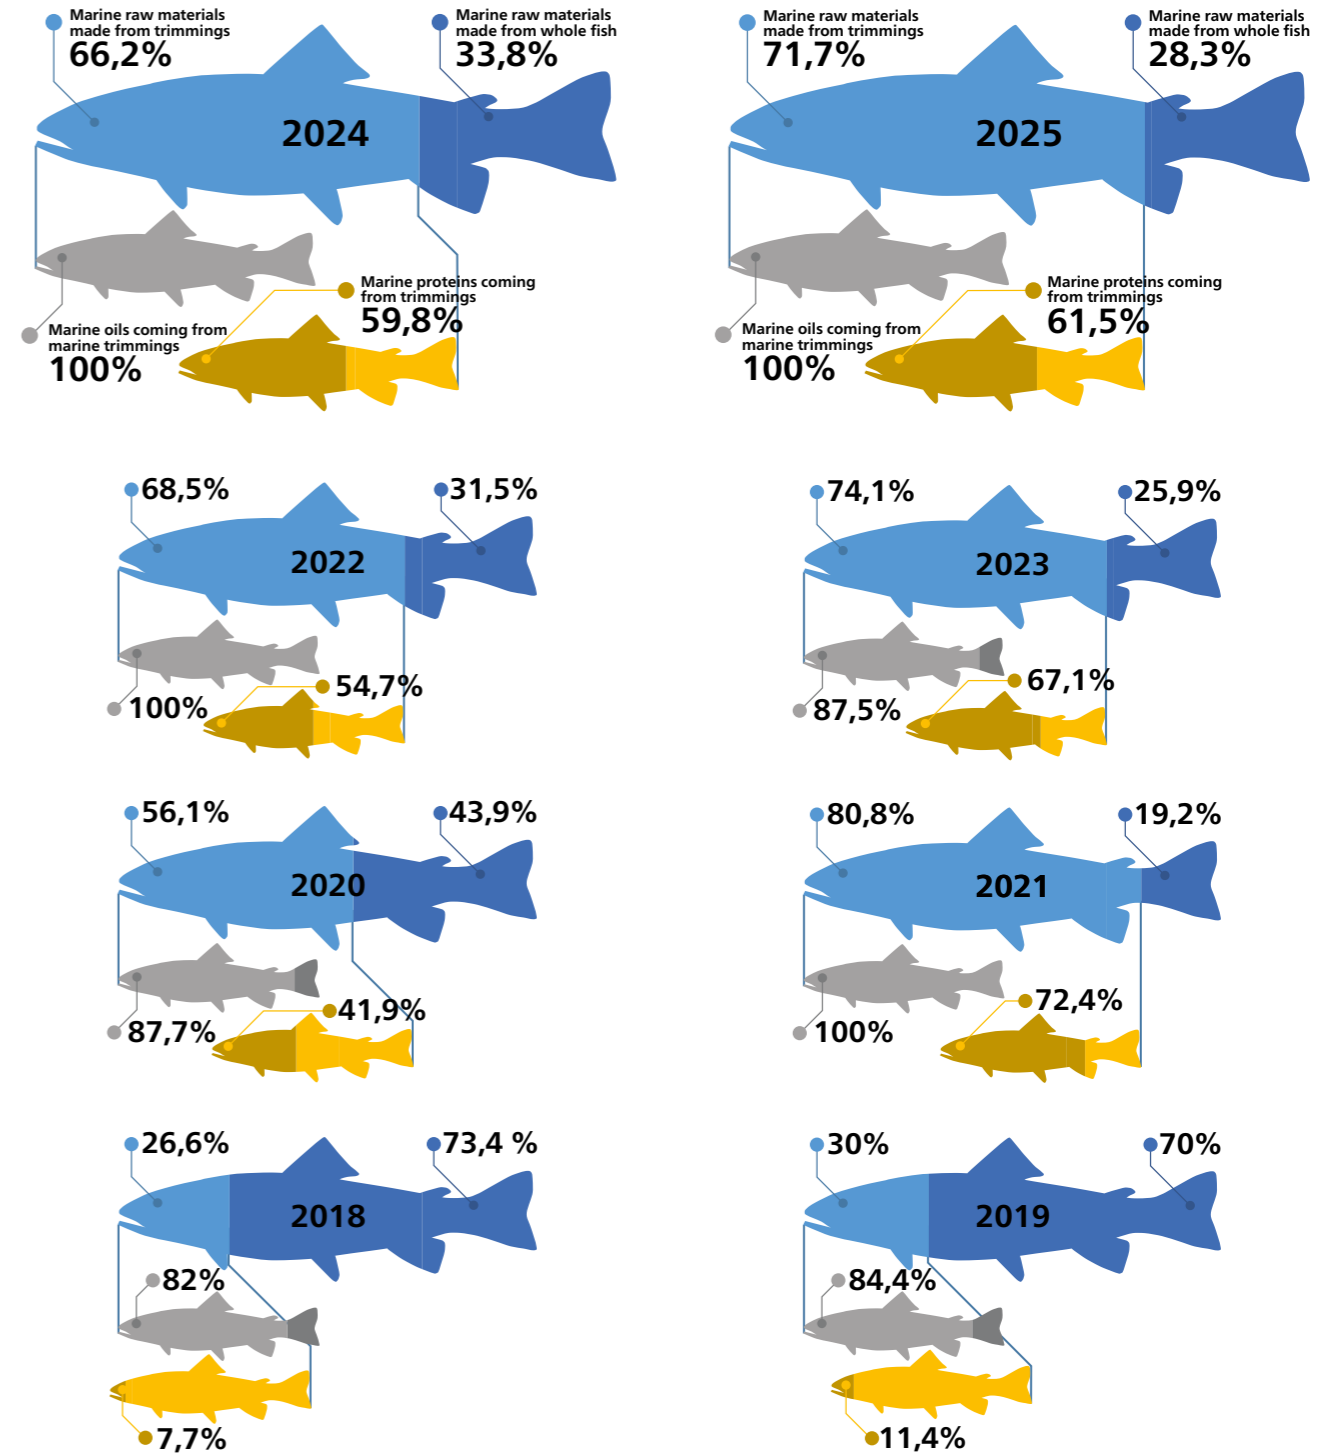 Marine raw materials
made from trimmings
66,2%
Marine raw materials
made from whole fish
33,8%
2024
Marine oils coming from
marine trimmings
100%
Marine proteins coming
from trimmings
59,8%
Marine raw materials
made from trimmings
71,7%
Marine raw materials
made from whole fish
28,3%
2025
Marine oils coming from
marine trimmings
100%
Marine proteins coming
from trimmings
61,5%
68,5%
31,5%
2022
100%
54,7%
74,1%
25,9%
2023
87,5%
67,1%
56,1%
43,9%
2020
87,7%
41,9%
80,8%
19,2%
2021
100%
72,4%
26,6%
73,4 %
2018
82%
7,7%
30%
70%
2019
84,4%
11,4%